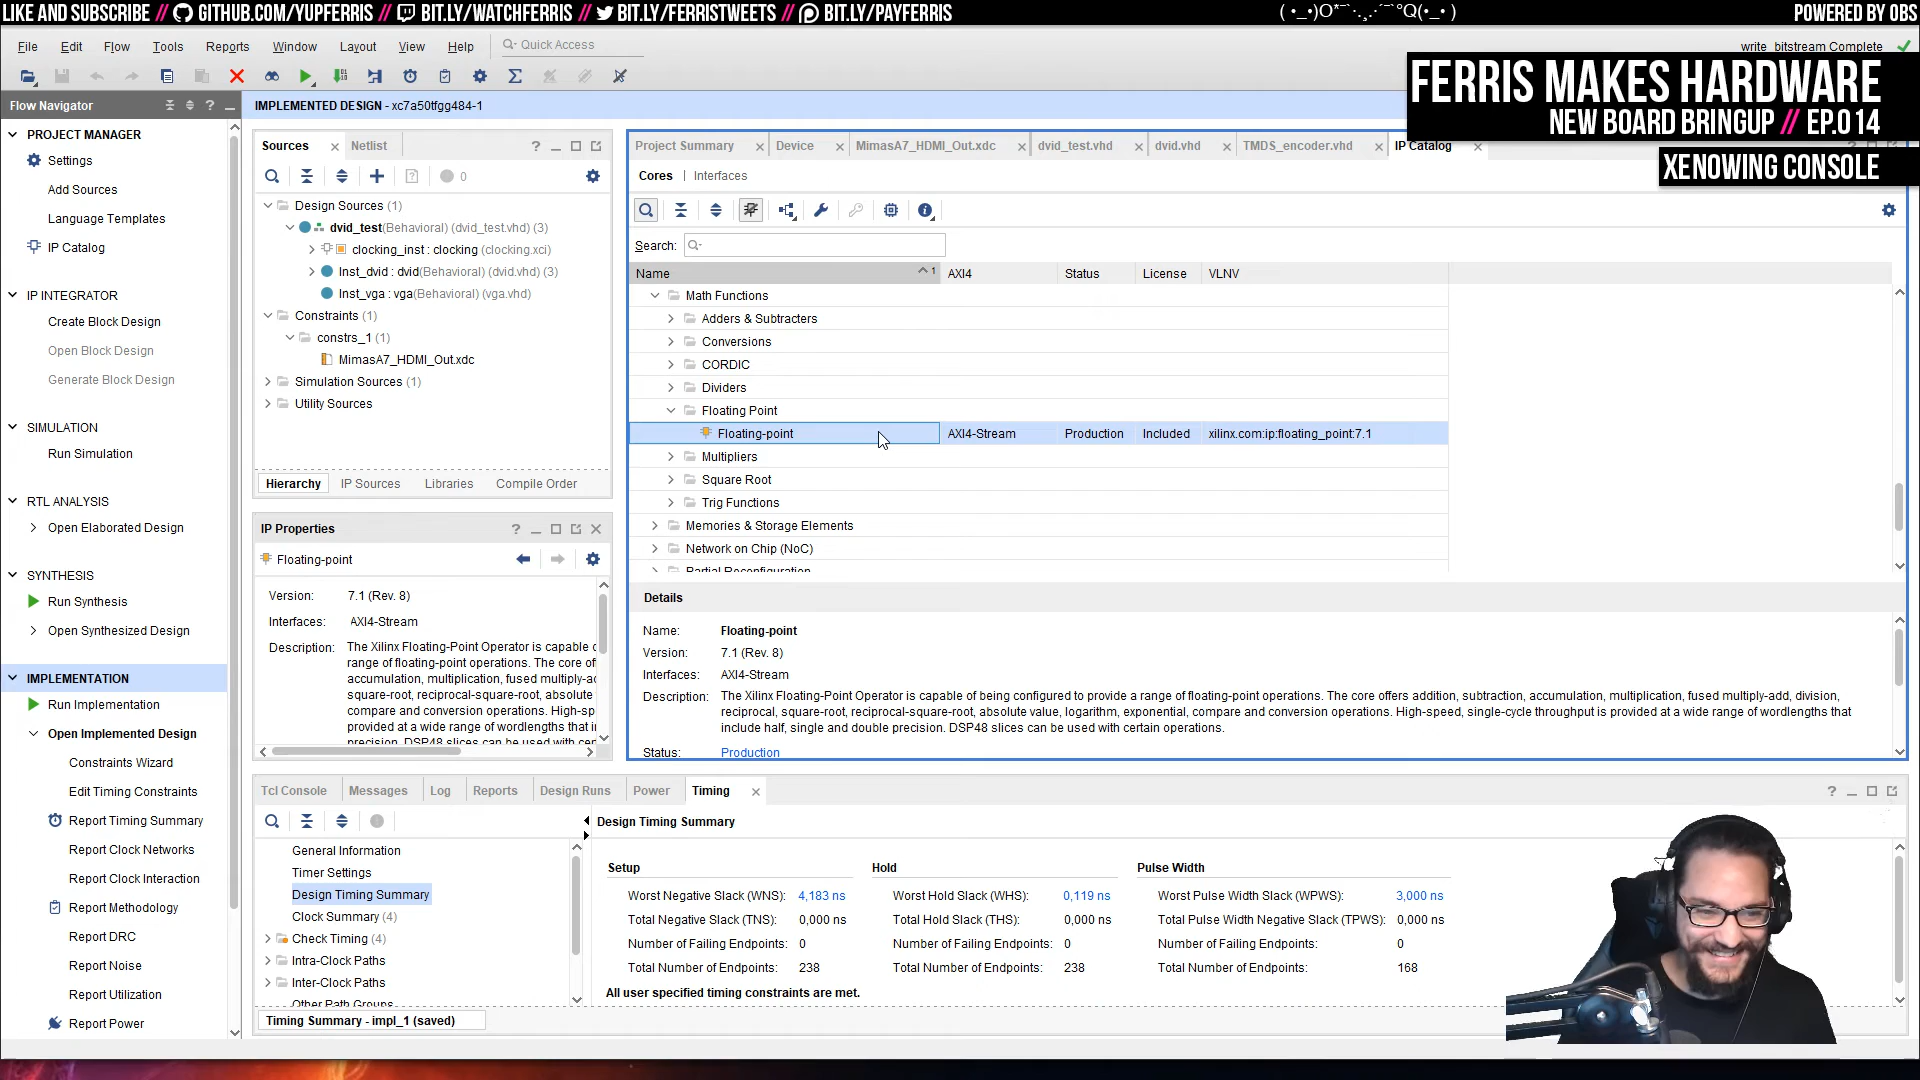 LIKE AND SUBSCRIBE // GITHUB.COM/YUPFERRIS // BIT.LY/WATCHFERRIS // BIT.LY/FERRISTWEETS // BIT.LY/PAYFERRIS
POWERED BY OBS
File Edit Flow Tools Reports Window Layout View Help Quick Access
write_bitstream Complete
FERRIS MAKES HARDWARE
NEW BOARD BRINGUP // EP.014
XENOWING CONSOLE
Flow Navigator
IMPLEMENTED DESIGN - xc7a50tfgg484-1
PROJECT MANAGER
Settings
Add Sources
Language Templates
IP Catalog
IP INTEGRATOR
Create Block Design
Open Block Design
Generate Block Design
SIMULATION
Run Simulation
RTL ANALYSIS
Open Elaborated Design
SYNTHESIS
Run Synthesis
Open Synthesized Design
IMPLEMENTATION
Run Implementation
Open Implemented Design
Constraints Wizard
Edit Timing Constraints
Report Timing Summary
Report Clock Networks
Report Clock Interaction
Report Methodology
Report DRC
Report Noise
Report Utilization
Report Power
Sources Netlist
0
Design Sources (1)
dvid_test(Behavioral) (dvid_test.vhd) (3)
clocking_inst : clocking (clocking.xci)
Inst_dvid : dvid(Behavioral) (dvid.vhd) (3)
Inst_vga : vga(Behavioral) (vga.vhd)
Constraints (1)
constrs_1 (1)
MimasA7_HDMI_Out.xdc
Simulation Sources (1)
Utility Sources
Hierarchy IP Sources Libraries Compile Order
IP Properties
Floating-point
Version: 7.1 (Rev. 8)
Interfaces: AXI4-Stream
Description: The Xilinx Floating-Point Operator is capable o
range of floating-point operations. The core of
accumulation, multiplication, fused multiply-ad
square-root, reciprocal-square-root, absolute
compare and conversion operations. High-sp
provided at a wide range of wordlengths that i
precision. DSP48 slices can be used with cer
Project Summary Device MimasA7_HDMI_Out.xdc dvid_test.vhd dvid.vhd TMDS_encoder.vhd IP Catalog
Cores | Interfaces
Search:
Name 1 AXI4 Status License VLNV
Math Functions
Adders & Subtracters
Conversions
CORDIC
Dividers
Floating Point
Floating-point AXI4-Stream Production Included xilinx.com:ip:floating_point:7.1
Multipliers
Square Root
Trig Functions
Memories & Storage Elements
Network on Chip (NoC)
Partial Reconfiguration
Details
Name: Floating-point
Version: 7.1 (Rev. 8)
Interfaces: AXI4-Stream
Description: The Xilinx Floating-Point Operator is capable of being configured to provide a range of floating-point operations. The core offers addition, subtraction, accumulation, multiplication, fused multiply-add, division,
reciprocal, square-root, reciprocal-square-root, absolute value, logarithm, exponential, compare and conversion operations. High-speed, single-cycle throughput is provided at a wide range of wordlengths that
include half, single and double precision. DSP48 slices can be used with certain operations.
Status: Production
Tcl Console Messages Log Reports Design Runs Power Timing
General Information
Timer Settings
Design Timing Summary
Clock Summary (4)
Check Timing (4)
Intra-Clock Paths
Inter-Clock Paths
Other Path Groups
Timing Summary - impl_1 (saved)
Design Timing Summary
Setup Hold Pulse Width
Worst Negative Slack (WNS): 4,183 ns Worst Hold Slack (WHS): 0,119 ns Worst Pulse Width Slack (WPWS): 3,000 ns
Total Negative Slack (TNS): 0,000 ns Total Hold Slack (THS): 0,000 ns Total Pulse Width Negative Slack (TPWS): 0,000 ns
Number of Failing Endpoints: 0 Number of Failing Endpoints: 0 Number of Failing Endpoints: 0
Total Number of Endpoints: 238 Total Number of Endpoints: 238 Total Number of Endpoints: 168
All user specified timing constraints are met.